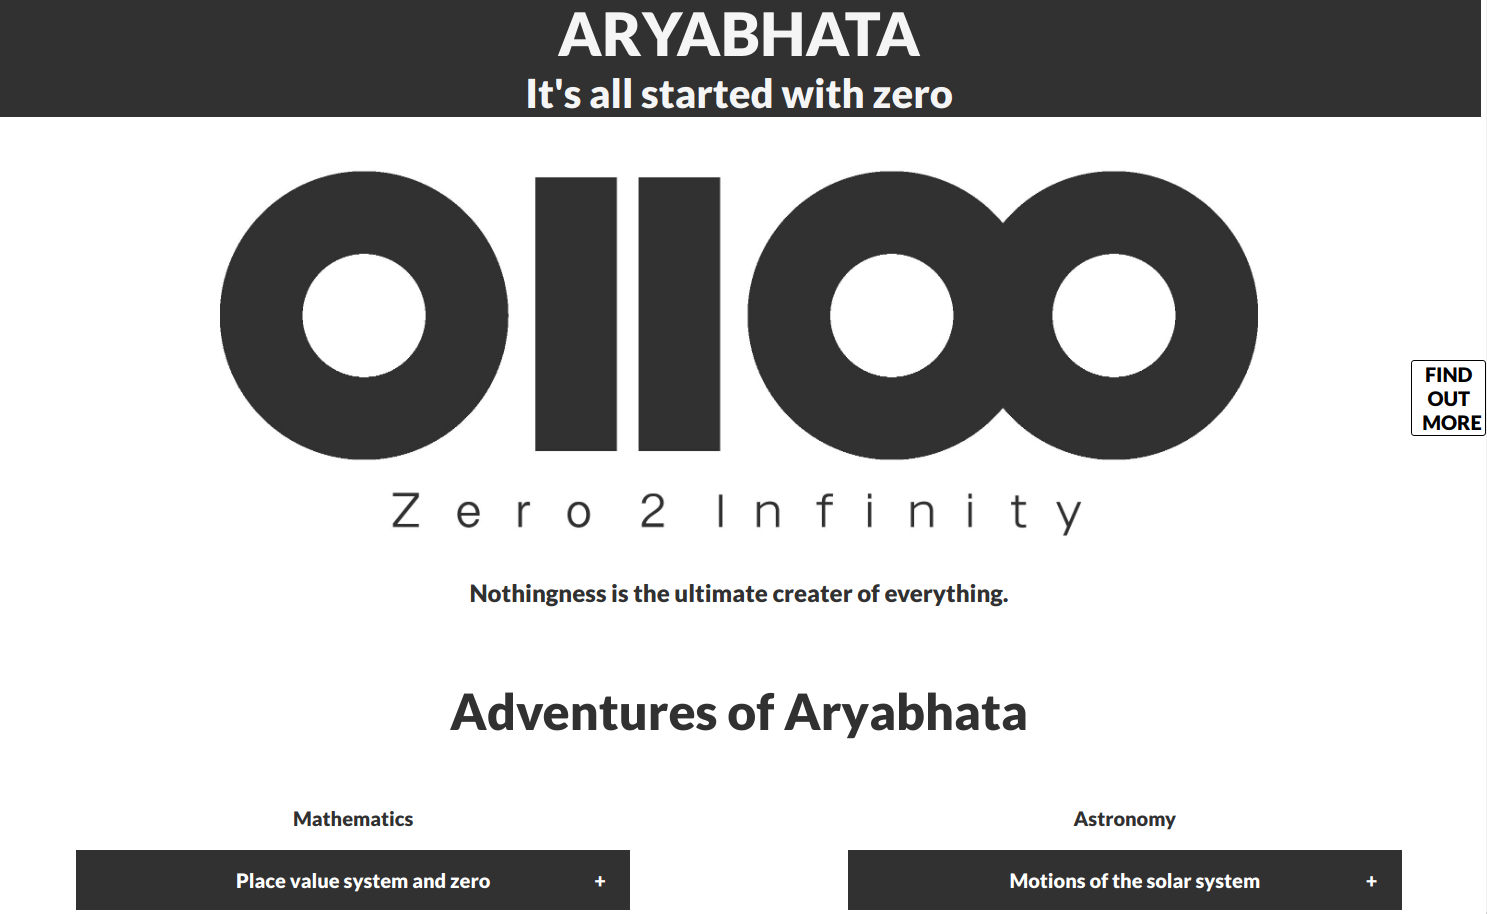 ARYABHATA
It's all started with zero
Zero 2 Infinity
FIND
OUT
MORE
Nothingness is the ultimate creater of everything.
Adventures of Aryabhata
Mathematics
Astronomy
Place value system and zero +
Motions of the solar system +